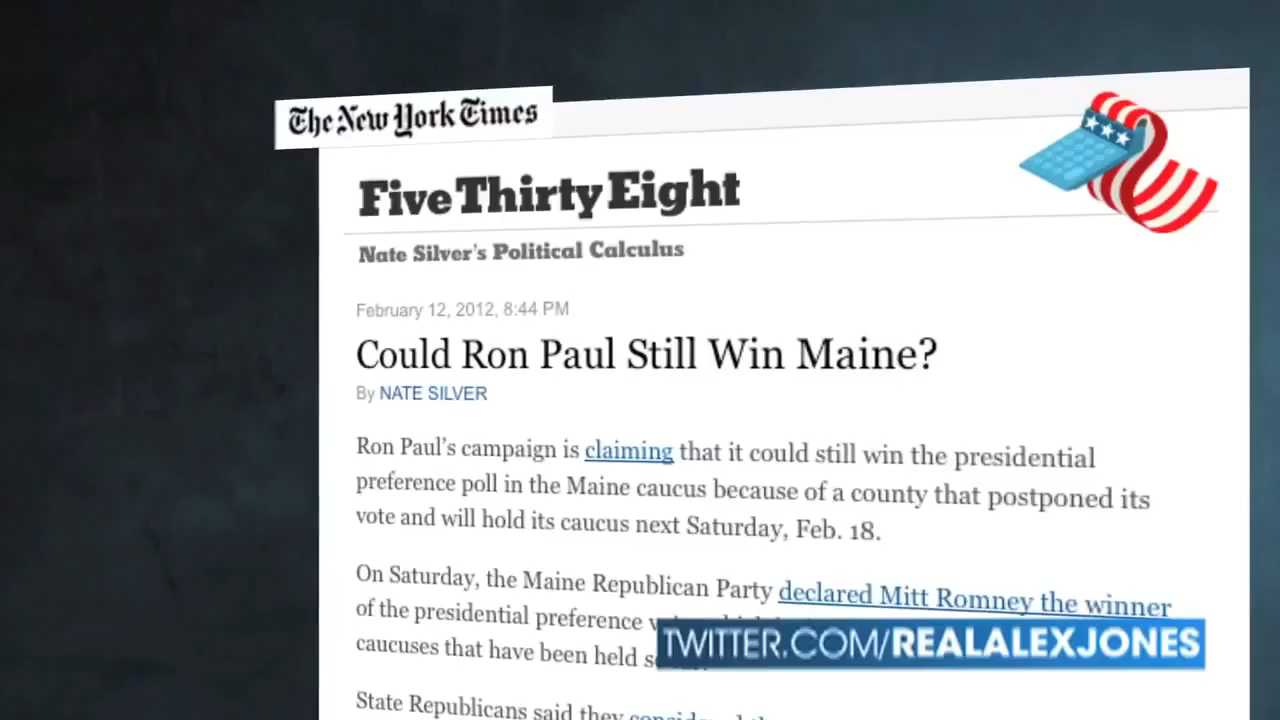 The New York Times
FiveThirtyEight
Nate Silver's Political Calculus
February 12, 2012, 8:44 PM
Could Ron Paul Still Win Maine?
By NATE SILVER
Ron Paul's campaign is claiming that it could still win the presidential
preference poll in the Maine caucus because of a county that postponed its
vote and will hold its caucus next Saturday, Feb. 18.
On Saturday, the Maine Republican Party declared Mitt Romney the winner
of the presidential preference
caucuses that have been held
TWITTER.COM/REALALEXJONES
State Republicans said they